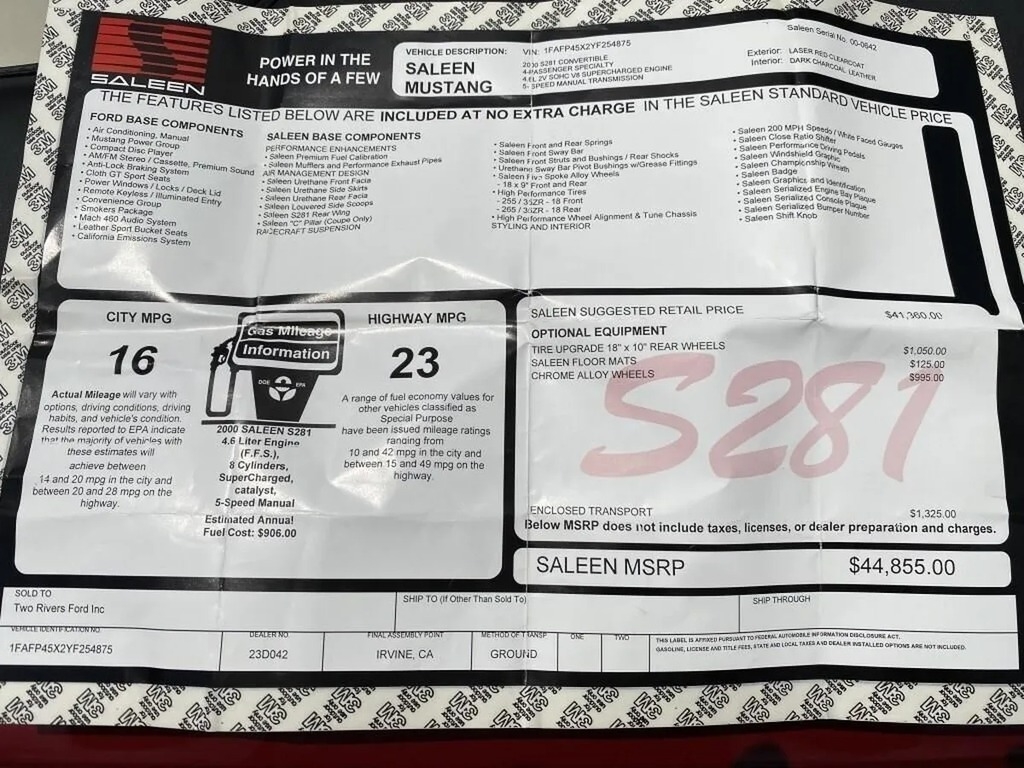 SALEEN
POWER IN THE
HANDS OF A FEW
VEHICLE DESCRIPTION:
SALEEN
MUSTANG
VIN: 1FAFP45X2YF254875
2000 S281 CONVERTIBLE
4-PASSENGER SPECIALTY
4.6L 2V SOHC V8 SUPERCHARGED ENGINE
5- SPEED MANUAL TRANSMISSION
Saleen Serial No. 00-0642
Exterior: LASER RED CLEARCOAT
Interior: DARK CHARCOAL LEATHER
THE FEATURES LISTED BELOW ARE INCLUDED AT NO EXTRA CHARGE IN THE SALEEN STANDARD VEHICLE PRICE
FORD BASE COMPONENTS
• Air Conditioning, Manual
• Mustang Power Group
• Compact Disc Player
• AM/FM Stereo / Cassette, Premium Sound
• Anti-Lock Braking System
• Cloth GT Sport Seats
• Power Windows / Locks / Deck Lid
• Remote Keyless / Illuminated Entry
• Convenience Group
• Smokers Package
• Mach 460 Audio System
• Leather Sport Bucket Seats
• California Emissions System
SALEEN BASE COMPONENTS
PERFORMANCE ENHANCEMENTS
• Saleen Premium Fuel Calibration
• Saleen Mufflers and Performance Exhaust Pipes
AIR MANAGEMENT DESIGN
• Saleen Urethane Front Facia
• Saleen Urethane Side Skirts
• Saleen Urethane Rear Facia
• Saleen Louvered Side Scoops
• Saleen S281 Rear Wing
• Saleen "C" Pillar (Coupe Only)
RACECRAFT SUSPENSION
• Saleen Front and Rear Springs
• Saleen Front Sway Bar
• Saleen Front Struts and Bushings / Rear Shocks
• Urethane Sway Bar Pivot Bushings w/Grease Fittings
• Saleen Five Spoke Alloy Wheels
- 18 x 9" Front and Rear
• High Performance Tires
- 255 / 35ZR - 18 Front
- 265 / 35ZR - 18 Rear
• High Performance Wheel Alignment & Tune Chassis
STYLING AND INTERIOR
• Saleen 200 MPH Speedo / White Faced Gauges
• Saleen Close Ratio Shifter
• Saleen Performance Driving Pedals
• Saleen Windshield Graphic
• Saleen Championship Wreath
• Saleen Badge
• Saleen Graphics and Identification
• Saleen Serialized Engine Bay Plaque
• Saleen Serialized Console Plaque
• Saleen Serialized Bumper Number
• Saleen Shift Knob
CITY MPG
16
Actual Mileage will vary with
options, driving conditions, driving
habits, and vehicle's condition.
Results reported to EPA indicate
that the majority of vehicles with
these estimates will
achieve between
14 and 20 mpg in the city and
between 20 and 28 mpg on the
highway.
Gas Mileage
Information
DOE EPA
2000 SALEEN S281
4.6 Liter Engine
(F.F.S.),
8 Cylinders,
SuperCharged,
catalyst,
5-Speed Manual
Estimated Annual
Fuel Cost: $906.00
HIGHWAY MPG
23
A range of fuel economy values for
other vehicles classified as
Special Purpose
have been issued mileage ratings
ranging from
10 and 42 mpg in the city and
between 15 and 49 mpg on the
highway.
SALEEN SUGGESTED RETAIL PRICE $41,360.00
OPTIONAL EQUIPMENT
TIRE UPGRADE 18" x 10" REAR WHEELS $1,050.00
SALEEN FLOOR MATS $125.00
CHROME ALLOY WHEELS $995.00
S281
ENCLOSED TRANSPORT $1,325.00
Below MSRP does not include taxes, licenses, or dealer preparation and charges.
SALEEN MSRP $44,855.00
SOLD TO
Two Rivers Ford Inc
SHIP TO (If Other Than Sold To)
SHIP THROUGH
VEHICLE IDENTIFICATION NO.
1FAFP45X2YF254875
DEALER NO.
23D042
FINAL ASSEMBLY POINT
IRVINE, CA
METHOD OF TRANSP
GROUND
ONE
TWO
THIS LABEL IS AFFIXED PURSUANT TO FEDERAL AUTOMOBILE INFORMATION DISCLOSURE ACT.
GASOLINE, LICENSE AND TITLE FEES, STATE AND LOCAL TAXES AND DEALER INSTALLED OPTIONS ARE NOT INCLUDED.
3M